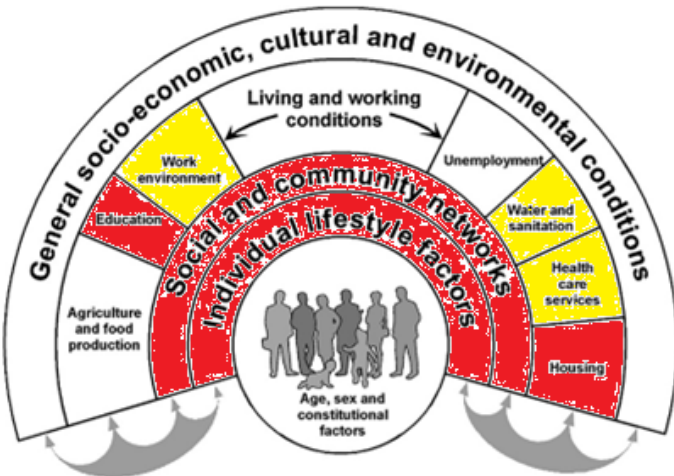 General socio-economic, cultural and environmental conditions
Living and working
conditions
Work
environment
Unemployment
Education
Water and
sanitation
Social and community networks
Individual lifestyle factors
Health
care
services
Agriculture
and food
production
Housing
Age, sex and
constitutional
factors